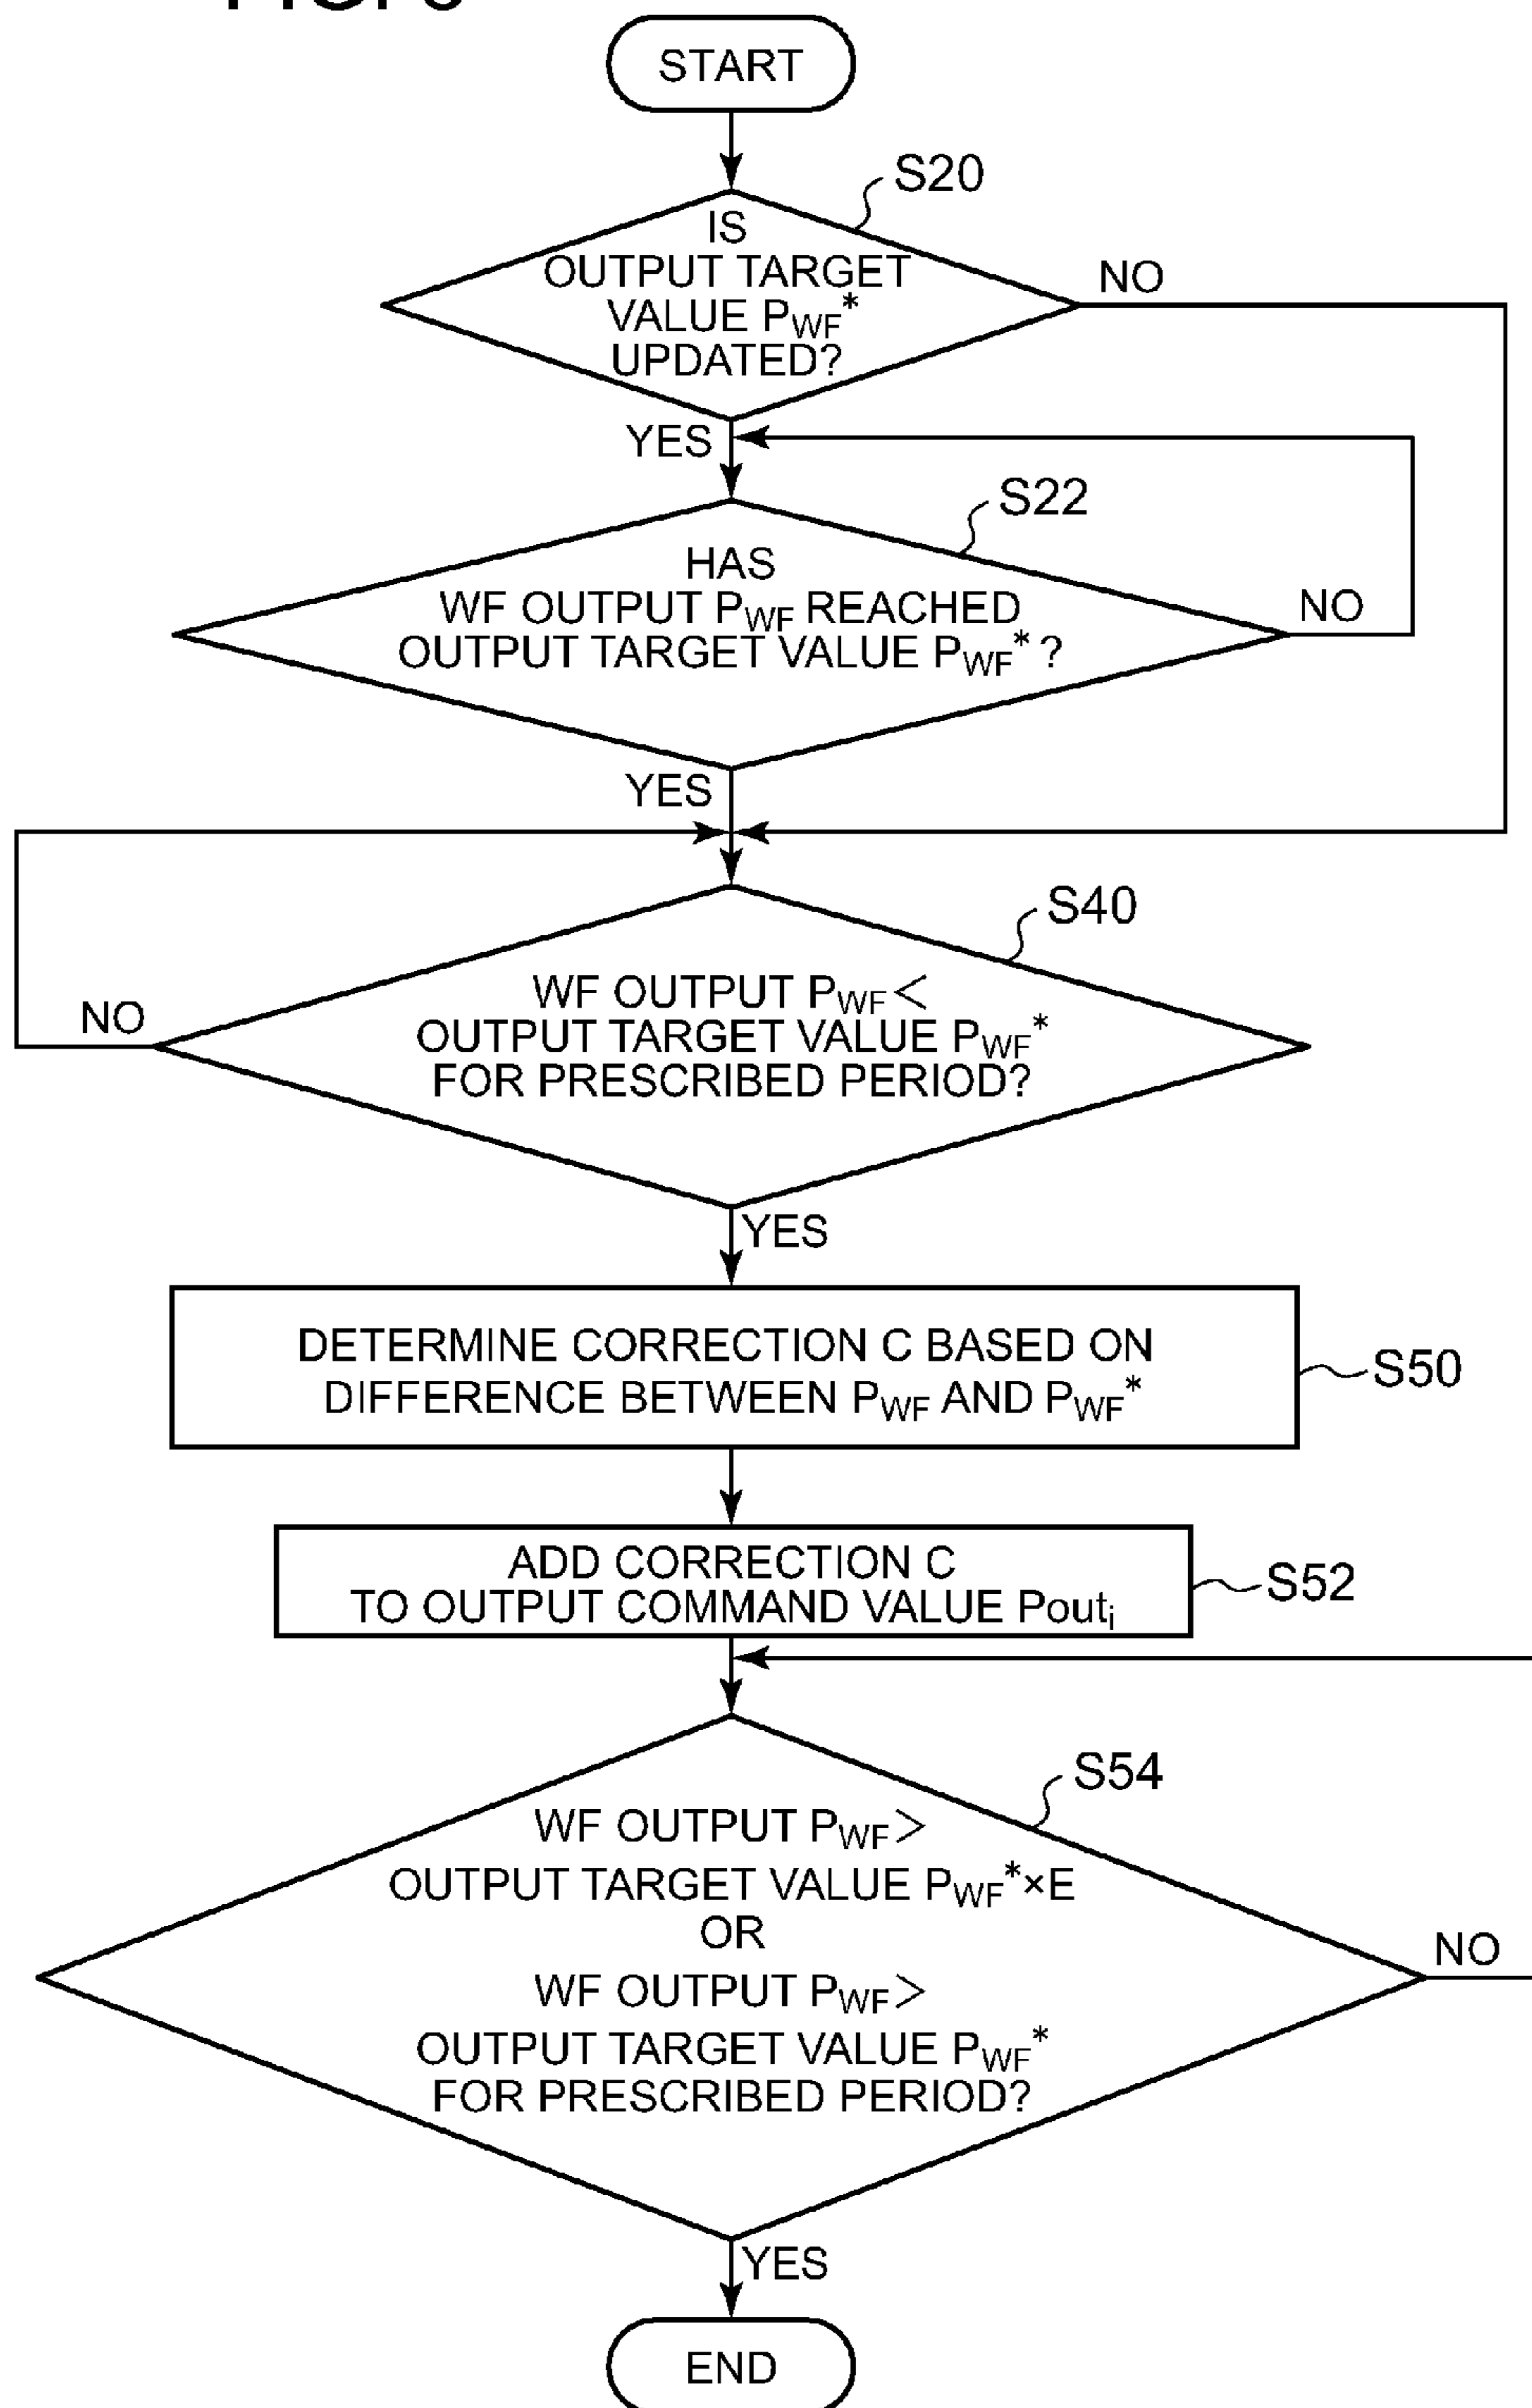 START
S20
IS
OUTPUT TARGET
VALUE PWF*
UPDATED?
NO
YES
S22
HAS
WF OUTPUT PWF REACHED
OUTPUT TARGET VALUE PWF* ?
NO
YES
S40
WF OUTPUT PWF<
OUTPUT TARGET VALUE PWF*
FOR PRESCRIBED PERIOD?
NO
YES
DETERMINE CORRECTION C BASED ON
DIFFERENCE BETWEEN PWF AND PWF*
S50
ADD CORRECTION C
TO OUTPUT COMMAND VALUE Pouti
S52
S54
WF OUTPUT PWF>
OUTPUT TARGET VALUE PWF*×E
OR
WF OUTPUT PWF>
OUTPUT TARGET VALUE PWF*
FOR PRESCRIBED PERIOD?
NO
YES
END